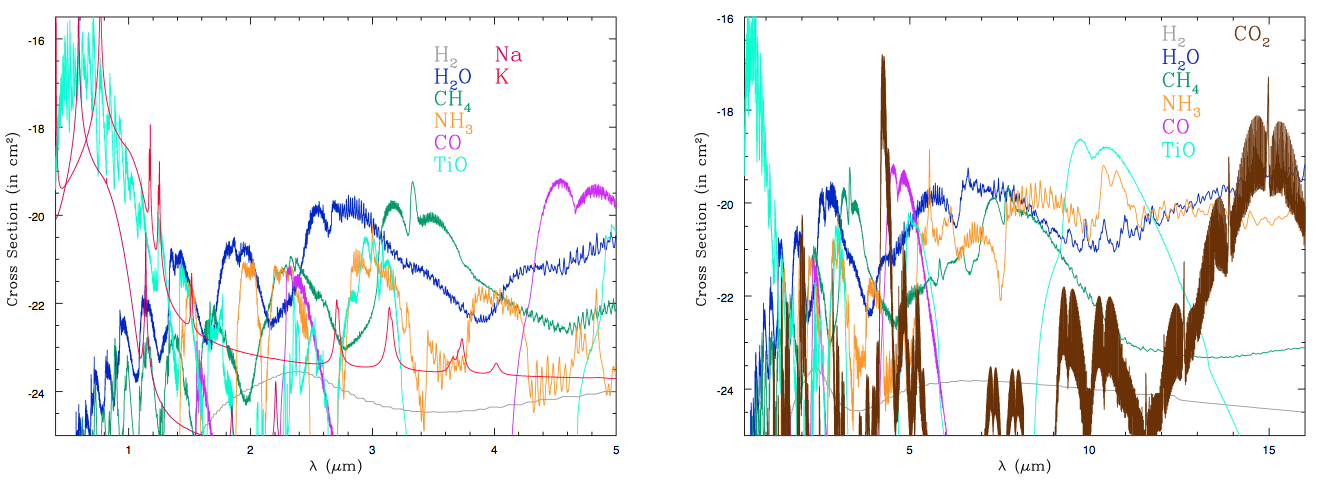 -16
-18
-20
-22
-24
Cross Section (in cm²)
H₂ Na
H₂O K
CH₄
NH₃
CO
TiO
1 2 3 4 5
λ (μm)
-16
-18
-20
-22
-24
Cross Section (in cm²)
H₂ CO₂
H₂O
CH₄
NH₃
CO
TiO
5 10 15
λ (μm)